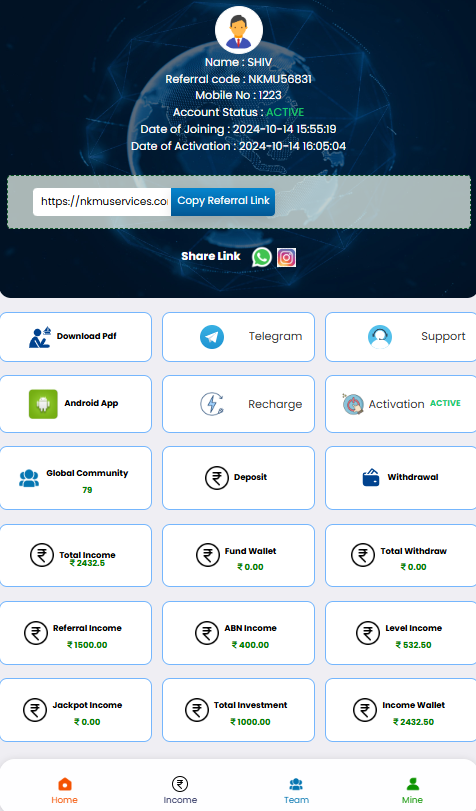 Name : SHIV
Referral code : NKMU56831
Mobile No : 1223
Account Status : ACTIVE
Date of Joining : 2024-10-14 15:55:19
Date of Activation : 2024-10-14 16:05:04
https://nkmuservices.co
Copy Referral Link
Share Link
Download Pdf
Telegram
Support
Android App
Recharge
Activation ACTIVE
Global Community
79
Deposit
Withdrawal
Total Income
₹ 2432.5
Fund Wallet
₹ 0.00
Total Withdraw
₹ 0.00
Referral Income
₹ 1500.00
ABN Income
₹ 400.00
Level Income
₹ 532.50
Jackpot Income
₹ 0.00
Total Investment
₹ 1000.00
Income Wallet
₹ 2432.50
Home
Income
Team
Mine